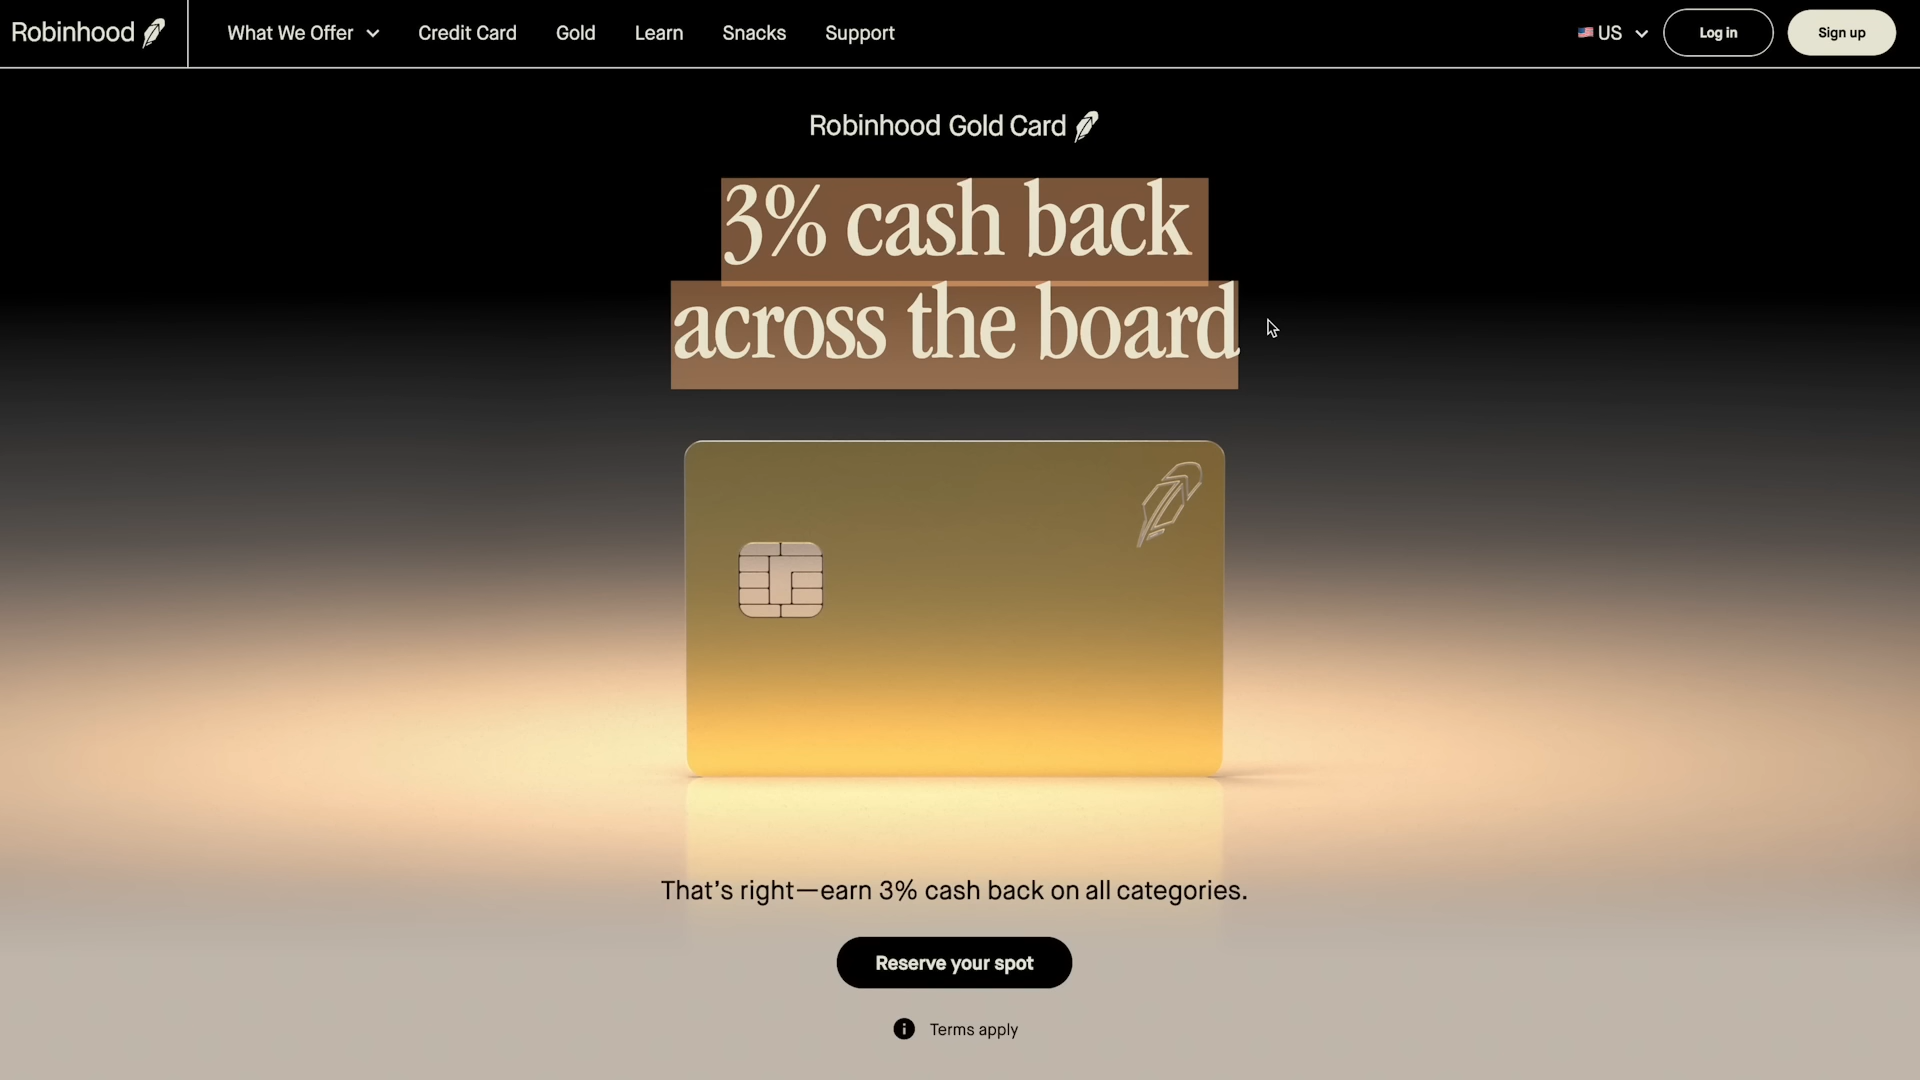 Robinhood
What We Offer
Credit Card
Gold
Learn
Snacks
Support
US
Log in
Sign up
Robinhood Gold Card
3% cash back
across the board
That's right—earn 3% cash back on all categories.
Reserve your spot
Terms apply